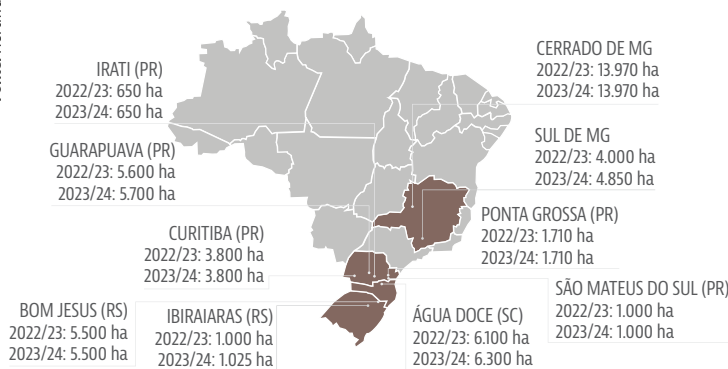 IRATI (PR)
2022/23: 650 ha
2023/24: 650 ha
GUARAPUAVA (PR)
2022/23: 5.600 ha
2023/24: 5.700 ha
CURITIBA (PR)
2022/23: 3.800 ha
2023/24: 3.800 ha
BOM JESUS (RS)
2022/23: 5.500 ha
2023/24: 5.500 ha
IBIRAIARAS (RS)
2022/23: 1.000 ha
2023/24: 1.025 ha
CERRADO DE MG
2022/23: 13.970 ha
2023/24: 13.970 ha
SUL DE MG
2022/23: 4.000 ha
2023/24: 4.850 ha
PONTA GROSSA (PR)
2022/23: 1.710 ha
2023/24: 1.710 ha
SÃO MATEUS DO SUL (PR)
2022/23: 1.000 ha
2023/24: 1.000 ha
ÁGUA DOCE (SC)
2022/23: 6.100 ha
2023/24: 6.300 ha